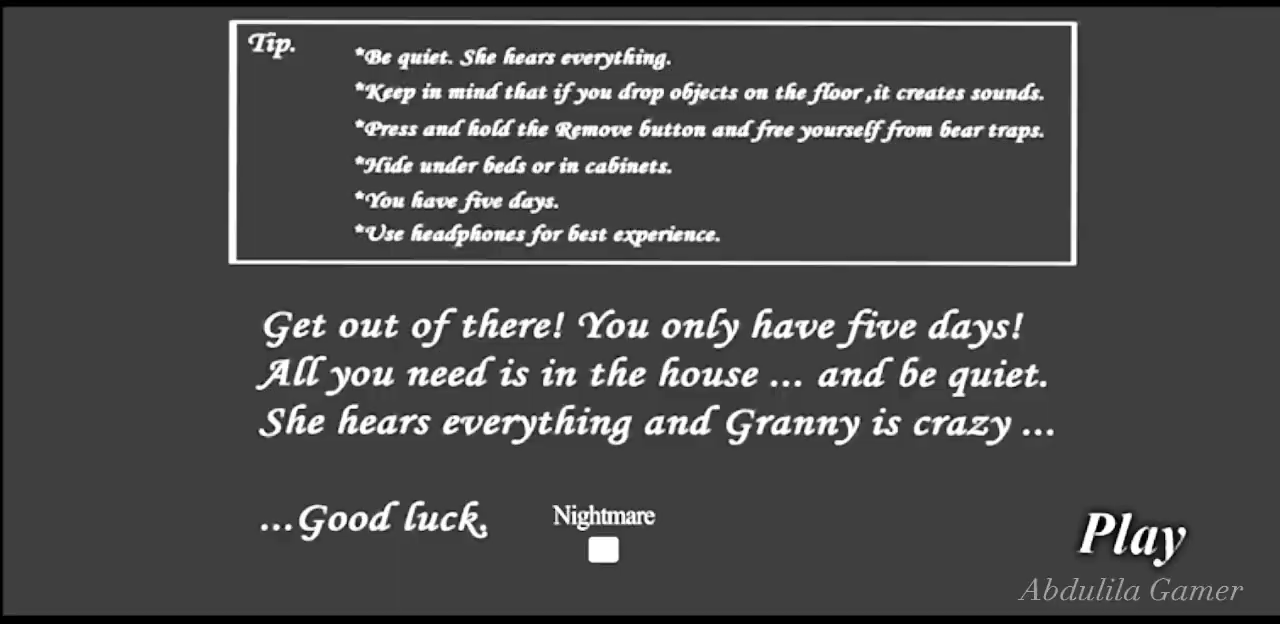 Tip.
*Be quiet. She hears everything.
*Keep in mind that if you drop objects on the floor ,it creates sounds.
*Press and hold the Remove button and free yourself from bear traps.
*Hide under beds or in cabinets.
*You have five days.
*Use headphones for best experience.
Get out of there! You only have five days!
All you need is in the house ... and be quiet.
She hears everything and Granny is crazy ...
...Good luck.
Nightmare
Play
Abdulila Gamer